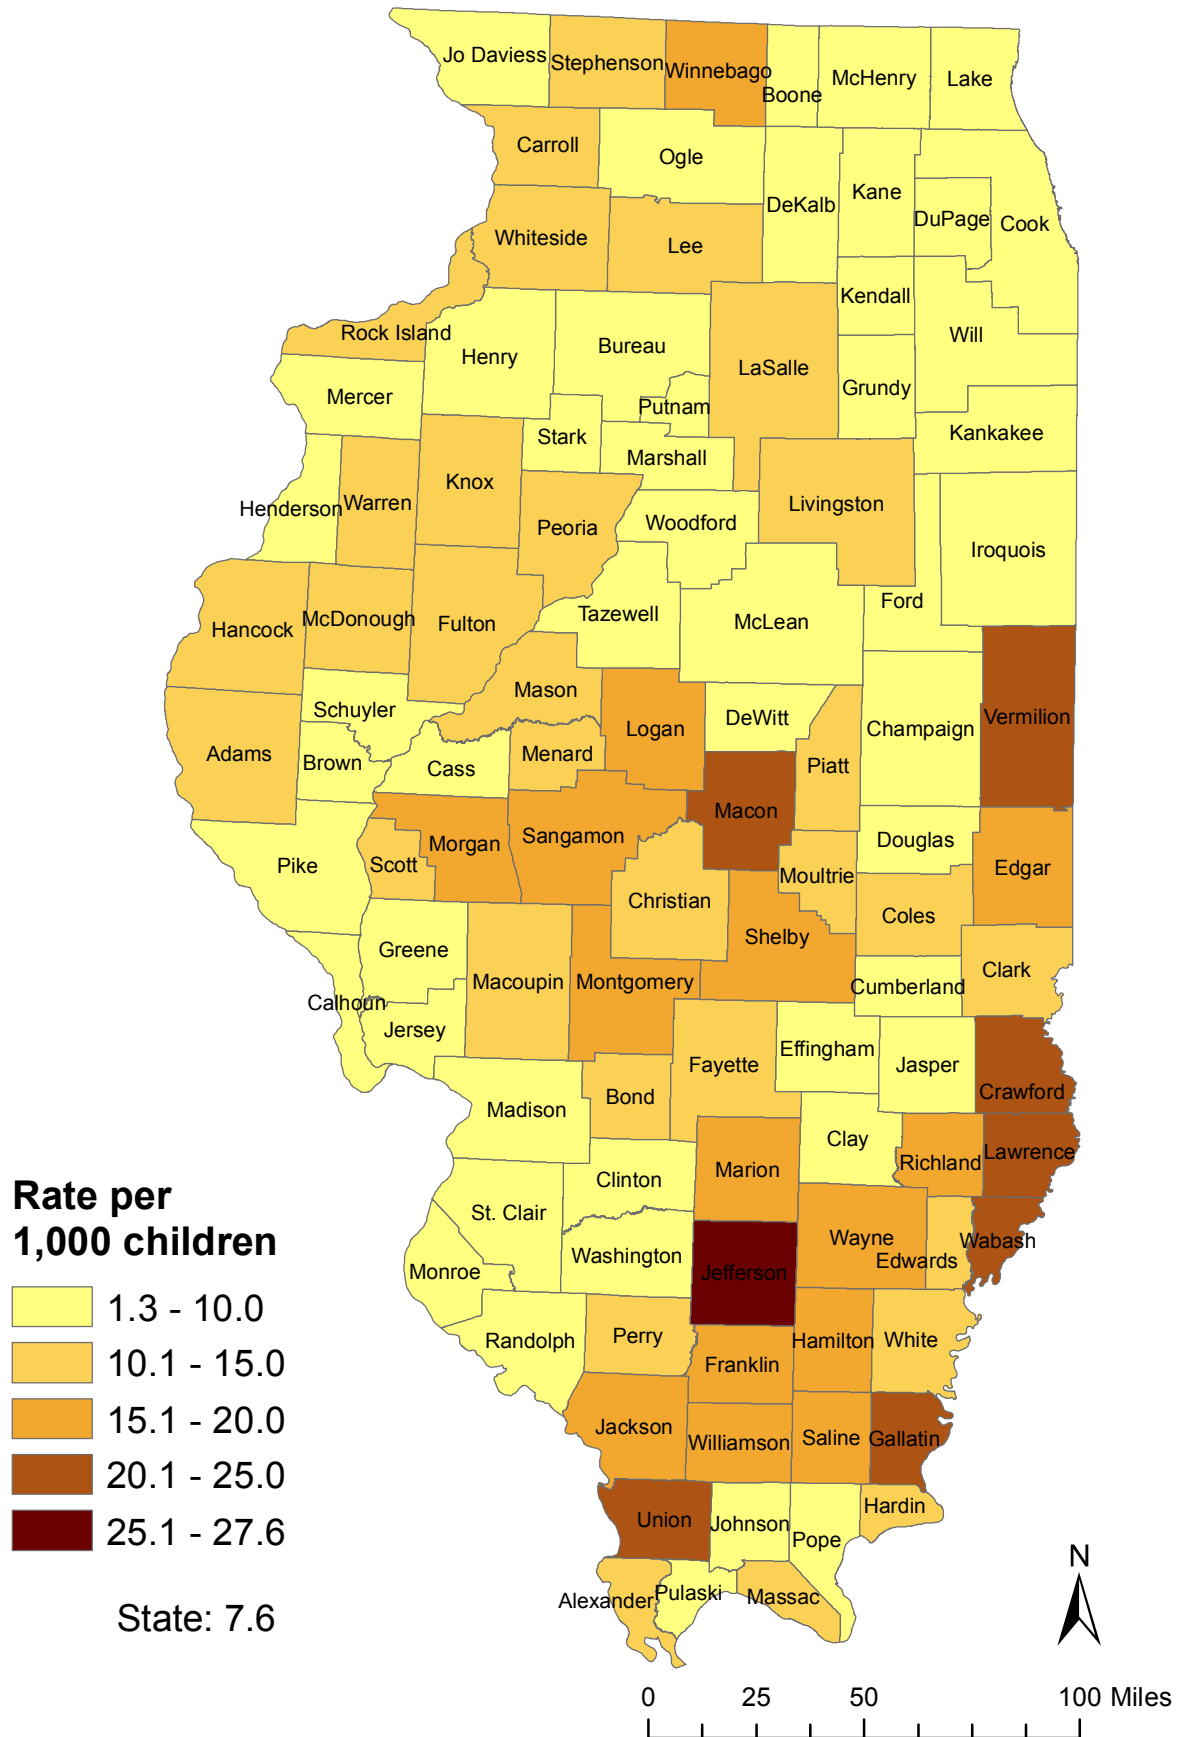 Jo Daviess
Stephenson
Winnebago
Boone
McHenry
Lake
Carroll
Ogle
DeKalb
Kane
DuPage
Cook
Whiteside
Lee
Kendall
Will
Rock Island
Henry
Bureau
LaSalle
Grundy
Mercer
Putnam
Kankakee
Stark
Marshall
Henderson
Warren
Knox
Peoria
Woodford
Livingston
Iroquois
Hancock
McDonough
Fulton
Tazewell
McLean
Ford
Mason
Schuyler
Logan
DeWitt
Champaign
Vermilion
Adams
Brown
Cass
Menard
Piatt
Macon
Pike
Scott
Morgan
Sangamon
Christian
Moultrie
Douglas
Edgar
Shelby
Coles
Greene
Macoupin
Montgomery
Cumberland
Clark
Calhoun
Jersey
Fayette
Effingham
Jasper
Crawford
Madison
Bond
Clay
Richland
Lawrence
Clinton
Marion
St. Clair
Washington
Wayne
Edwards
Wabash
Monroe
Jefferson
Randolph
Perry
Franklin
Hamilton
White
Jackson
Williamson
Saline
Gallatin
Union
Johnson
Pope
Hardin
Alexander
Pulaski
Massac
Rate per
1,000 children
1.3 - 10.0
10.1 - 15.0
15.1 - 20.0
20.1 - 25.0
25.1 - 27.6
State: 7.6
N
0 25 50 100 Miles